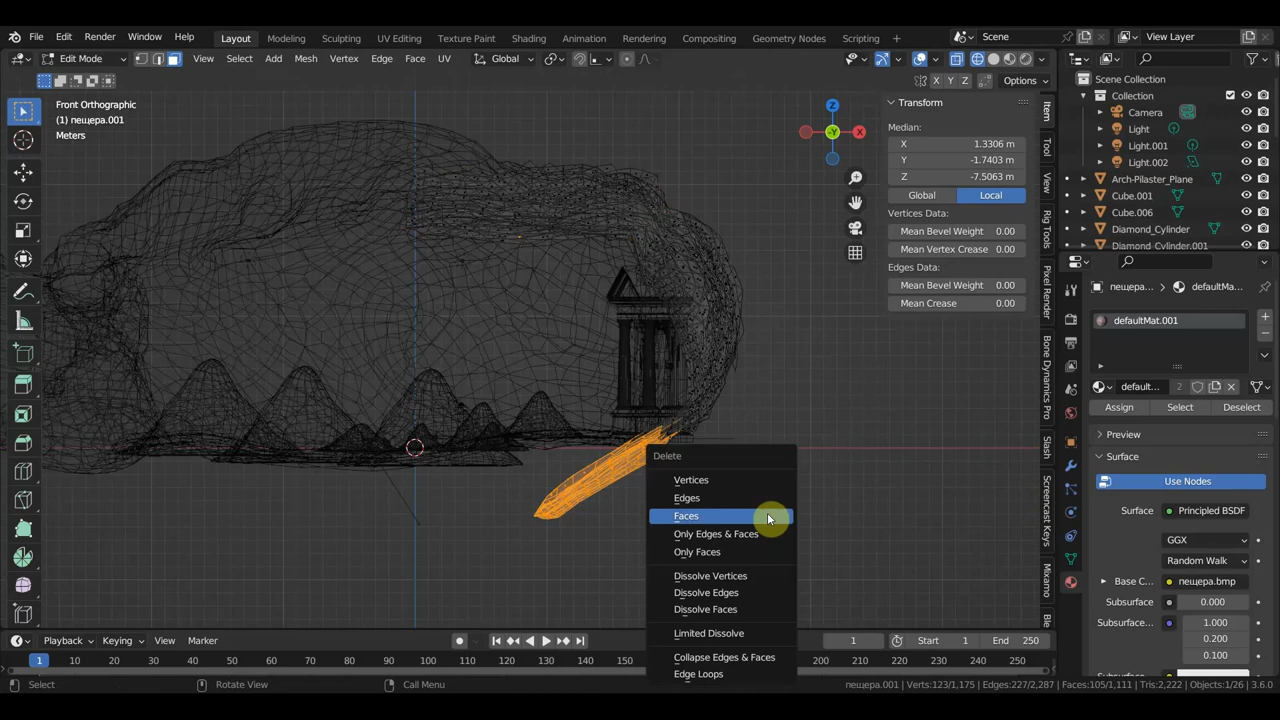 File Edit Render Window Help Layout Modeling Sculpting UV Editing Texture Paint Shading Animation Rendering Compositing Geometry Nodes Scripting + Scene View Layer
Edit Mode View Select Add Mesh Vertex Edge Face UV Global
X Y Z Options
Front Orthographic
(1) пещера.001
Meters
Z
-Y X
Transform
Median:
X 1.3306 m
Y -1.7403 m
Z -7.5063 m
Global Local
Vertices Data:
Mean Bevel Weight 0.00
Mean Vertex Crease 0.00
Edges Data:
Mean Bevel Weight 0.00
Mean Crease 0.00
Item
Tool
View
Rig Tools
Pixel Render
Bone Dynamics Pro
Slash
Screencast Keys
Mixamo
Scene Collection
Collection
Camera
Light
Light.001
Light.002
Arch-Pilaster_Plane
Cube.001
Cube.006
Diamond_Cylinder
Diamond_Cylinder.001
пещера... defaultMa...
defaultMat.001
default... 2
Assign Select Deselect
Preview
Surface
Use Nodes
Surface Principled BSDF
GGX
Random Walk
Base C... пещера.bmp
Subsurface 0.000
Subsurface... 1.000
0.200
0.100
Delete
Vertices
Edges
Faces
Only Edges & Faces
Only Faces
Dissolve Vertices
Dissolve Edges
Dissolve Faces
Limited Dissolve
Collapse Edges & Faces
Edge Loops
Playback Keying View Marker 1 Start 1 End 250
1 10 20 30 40 50 60 70 80 90 100 110 120 130 140 150 200 210 220 230 240 250
Select Rotate View Call Menu пещера.001 | Verts:123/1,175 | Edges:227/2,287 | Faces:105/1,111 | Tris:2,222 | Objects:1/26 | 3.6.0